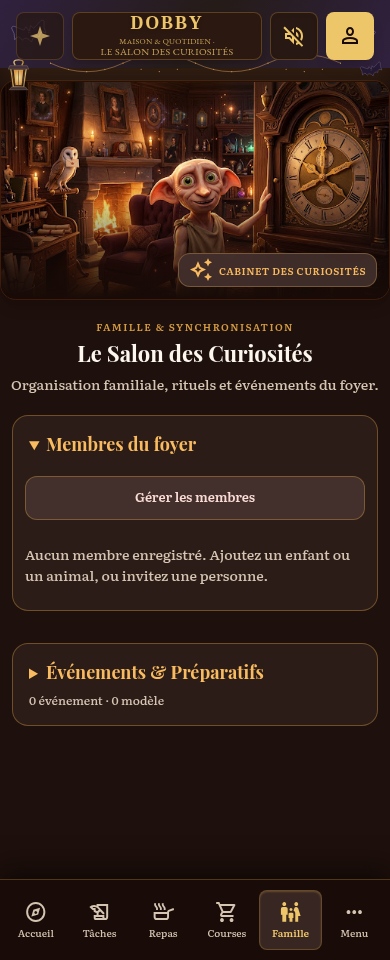 DOBBY
MAISON & QUOTIDIEN ·
LE SALON DES CURIOSITÉS
CABINET DES CURIOSITÉS
FAMILLE & SYNCHRONISATION
Le Salon des Curiosités
Organisation familiale, rituels et événements du foyer.
Membres du foyer
Gérer les membres
Aucun membre enregistré. Ajoutez un enfant ou
un animal, ou invitez une personne.
Événements & Préparatifs
0 événement · 0 modèle
Accueil
Tâches
Repas
Courses
Famille
Menu